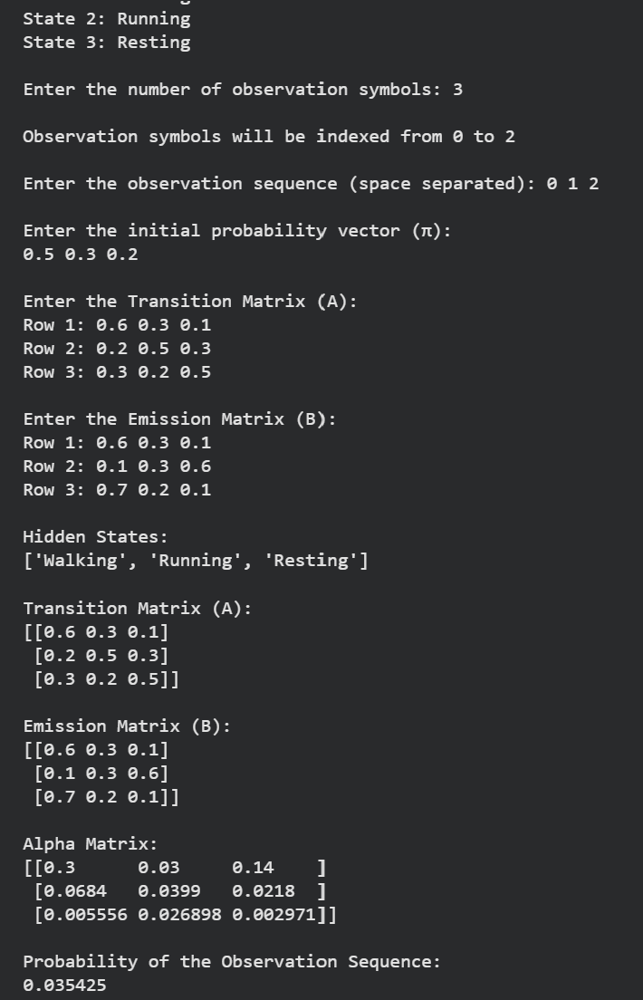 State 2: Running
State 3: Resting
Enter the number of observation symbols: 3
Observation symbols will be indexed from 0 to 2
Enter the observation sequence (space separated): 0 1 2
Enter the initial probability vector (π):
0.5 0.3 0.2
Enter the Transition Matrix (A):
Row 1: 0.6 0.3 0.1
Row 2: 0.2 0.5 0.3
Row 3: 0.3 0.2 0.5
Enter the Emission Matrix (B):
Row 1: 0.6 0.3 0.1
Row 2: 0.1 0.3 0.6
Row 3: 0.7 0.2 0.1
Hidden States:
['Walking', 'Running', 'Resting']
Transition Matrix (A):
[[0.6 0.3 0.1]
 [0.2 0.5 0.3]
 [0.3 0.2 0.5]]
Emission Matrix (B):
[[0.6 0.3 0.1]
 [0.1 0.3 0.6]
 [0.7 0.2 0.1]]
Alpha Matrix:
[[0.3      0.03     0.14    ]
 [0.0684   0.0399   0.0218  ]
 [0.005556 0.026898 0.002971]]
Probability of the Observation Sequence:
0.035425